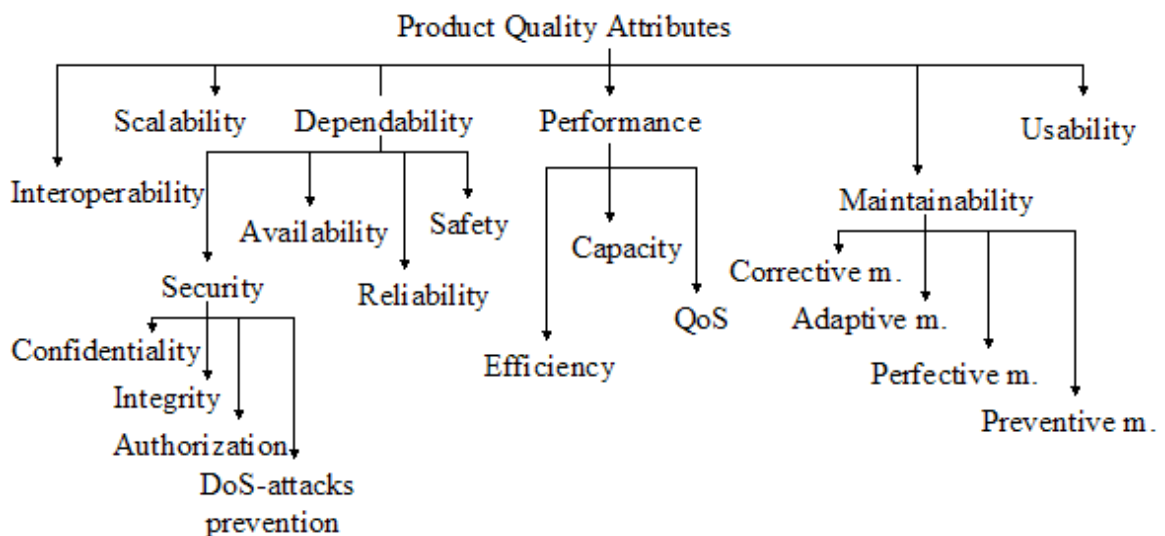 Product Quality Attributes
Scalability
Dependability
Performance
Usability
Interoperability
Maintainability
Availability
Safety
Capacity
Corrective m.
Security
Reliability
QoS
Adaptive m.
Confidentiality
Efficiency
Perfective m.
Integrity
Preventive m.
Authorization
DoS-attacks
prevention